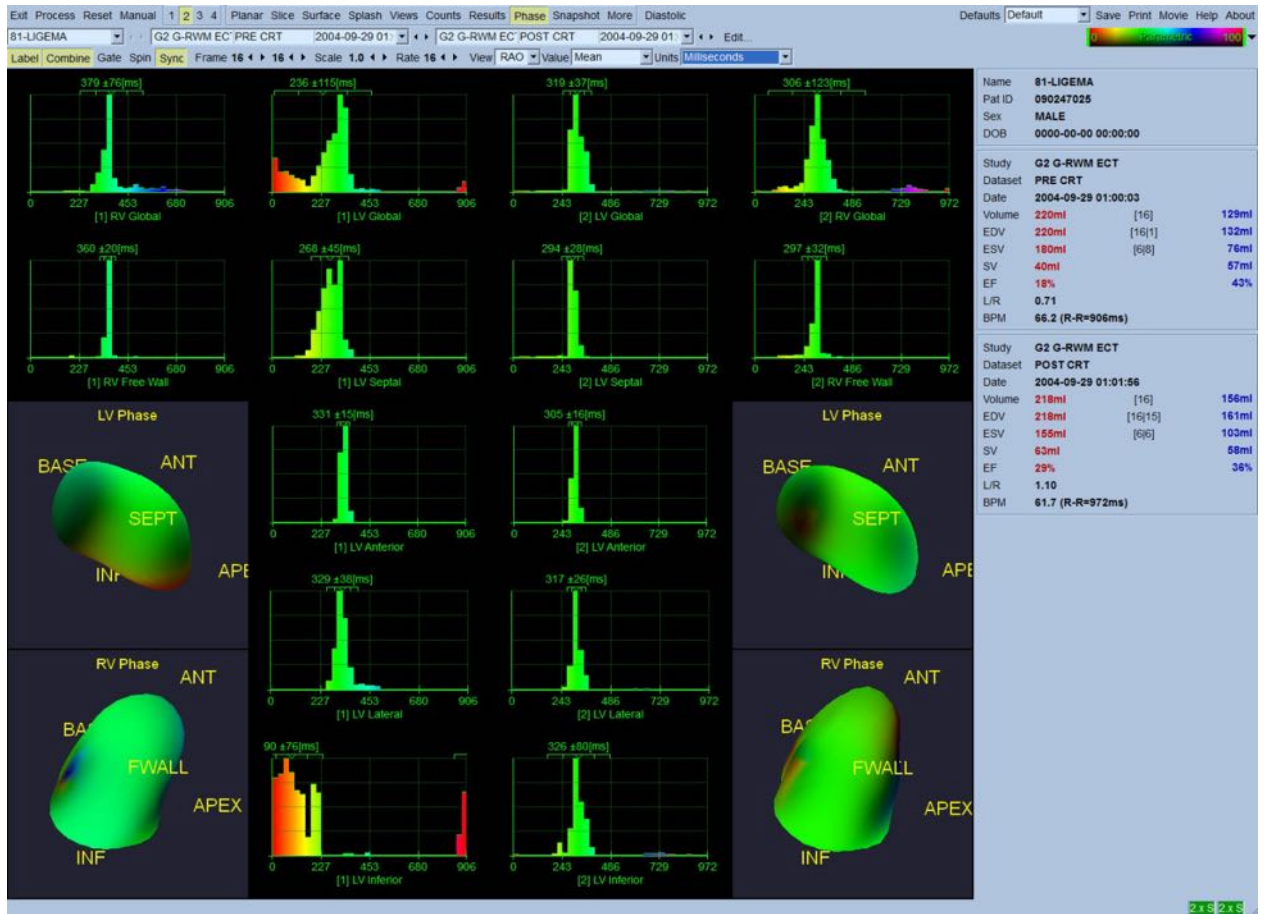 Exit Process Reset Manual 1 2 3 4 Planar Slice Surface Splash Views Counts Results Phase Snapshot More Diastolic Defaults Default Save Print Movie Help About
81-LIGEMA G2 G-RWM EC PRE CRT 2004-09-29 01: G2 G-RWM EC POST CRT 2004-09-29 01: Edit... 0 Parametric 100
Label Combine Gate Spin Sync Frame 16 16 Scale 1.0 Rate 16 View RAO Value Mean Units Milliseconds
379 ±76[ms] 236 ±115[ms] 319 ±37[ms] 306 ±123[ms]
0 227 453 680 906 0 227 453 680 906 0 243 486 729 972 0 243 486 729 972
[1] RV Global [1] LV Global [2] LV Global [2] RV Global
360 ±20[ms] 268 ±45[ms] 294 ±28[ms] 297 ±32[ms]
0 227 453 680 906 0 227 453 680 906 0 243 486 729 972 0 243 486 729 972
[1] RV Free Wall [1] LV Septal [2] LV Septal [2] RV Free Wall
LV Phase
BASE ANT
SEPT
INF APE
331 ±15[ms] 305 ±16[ms]
0 227 453 680 906 0 243 486 729 972
[1] LV Anterior [2] LV Anterior
LV Phase
BASE ANT
SEPT
INF APE
329 ±38[ms] 317 ±26[ms]
0 227 453 680 906 0 243 486 729 972
[1] LV Lateral [2] LV Lateral
RV Phase
ANT
BAS
FWALL
APEX
INF
90 ±76[ms] 326 ±80[ms]
0 227 453 680 906 0 243 486 729 972
[1] LV Inferior [2] LV Inferior
RV Phase
ANT
BAS
FWALL
APEX
INF
Name 81-LIGEMA
Pat ID 090247025
Sex MALE
DOB 0000-00-00 00:00:00
Study G2 G-RWM ECT
Dataset PRE CRT
Date 2004-09-29 01:00:03
Volume 220ml [16] 129ml
EDV 220ml [16|1] 132ml
ESV 180ml [6|8] 76ml
SV 40ml 57ml
EF 18% 43%
L/R 0.71
BPM 66.2 (R-R=906ms)
Study G2 G-RWM ECT
Dataset POST CRT
Date 2004-09-29 01:01:56
Volume 218ml [16] 156ml
EDV 218ml [16|15] 161ml
ESV 155ml [6|6] 103ml
SV 63ml 58ml
EF 29% 36%
L/R 1.10
BPM 61.7 (R-R=972ms)
2 x S 2 x S